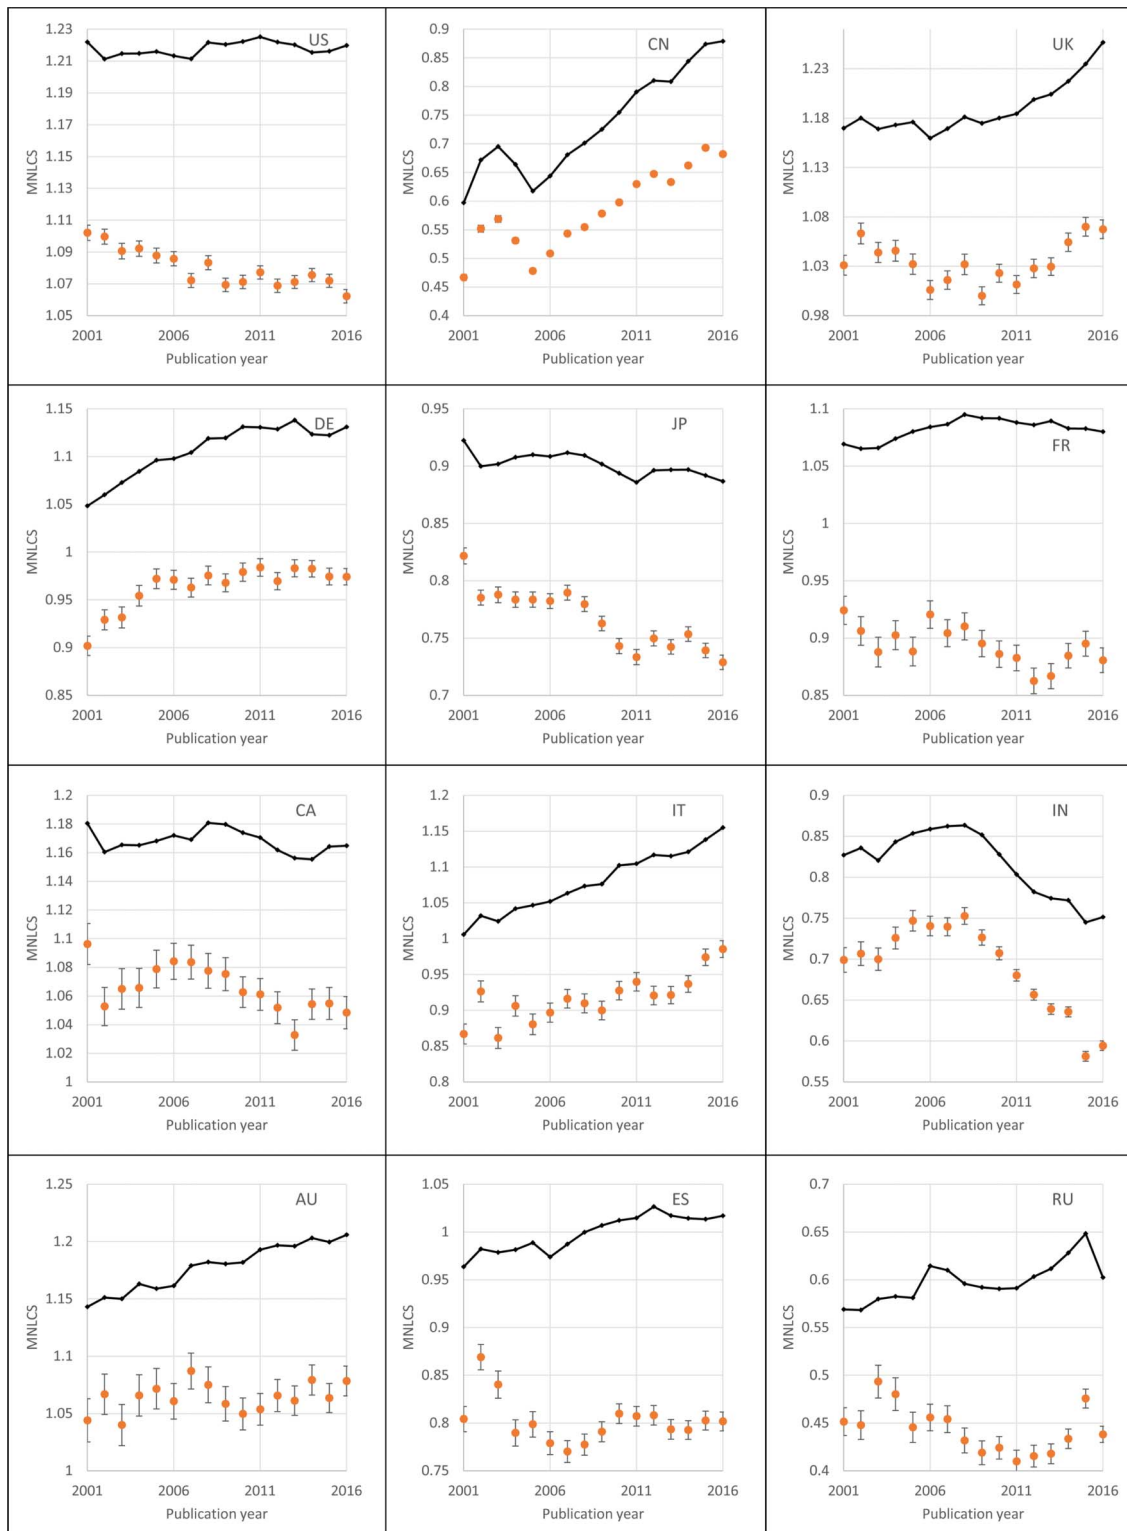 US
MNLCS
1.23
1.21
1.19
1.17
1.15
1.13
1.11
1.09
1.07
1.05
2001 2006 2011 2016
Publication year
CN
MNLCS
0.9
0.85
0.8
0.75
0.7
0.65
0.6
0.55
0.5
0.45
0.4
2001 2006 2011 2016
Publication year
UK
MNLCS
1.23
1.18
1.13
1.08
1.03
0.98
2001 2006 2011 2016
Publication year
DE
MNLCS
1.15
1.1
1.05
1
0.95
0.9
0.85
2001 2006 2011 2016
Publication year
JP
MNLCS
0.95
0.9
0.85
0.8
0.75
0.7
2001 2006 2011 2016
Publication year
FR
MNLCS
1.1
1.05
1
0.95
0.9
0.85
2001 2006 2011 2016
Publication year
CA
MNLCS
1.2
1.18
1.16
1.14
1.12
1.1
1.08
1.06
1.04
1.02
1
2001 2006 2011 2016
Publication year
IT
MNLCS
1.2
1.15
1.1
1.05
1
0.95
0.9
0.85
0.8
2001 2006 2011 2016
Publication year
IN
MNLCS
0.9
0.85
0.8
0.75
0.7
0.65
0.6
0.55
2001 2006 2011 2016
Publication year
AU
MNLCS
1.25
1.2
1.15
1.1
1.05
1
2001 2006 2011 2016
Publication year
ES
MNLCS
1.05
1
0.95
0.9
0.85
0.8
0.75
2001 2006 2011 2016
Publication year
RU
MNLCS
0.7
0.65
0.6
0.55
0.5
0.45
0.4
2001 2006 2011 2016
Publication year